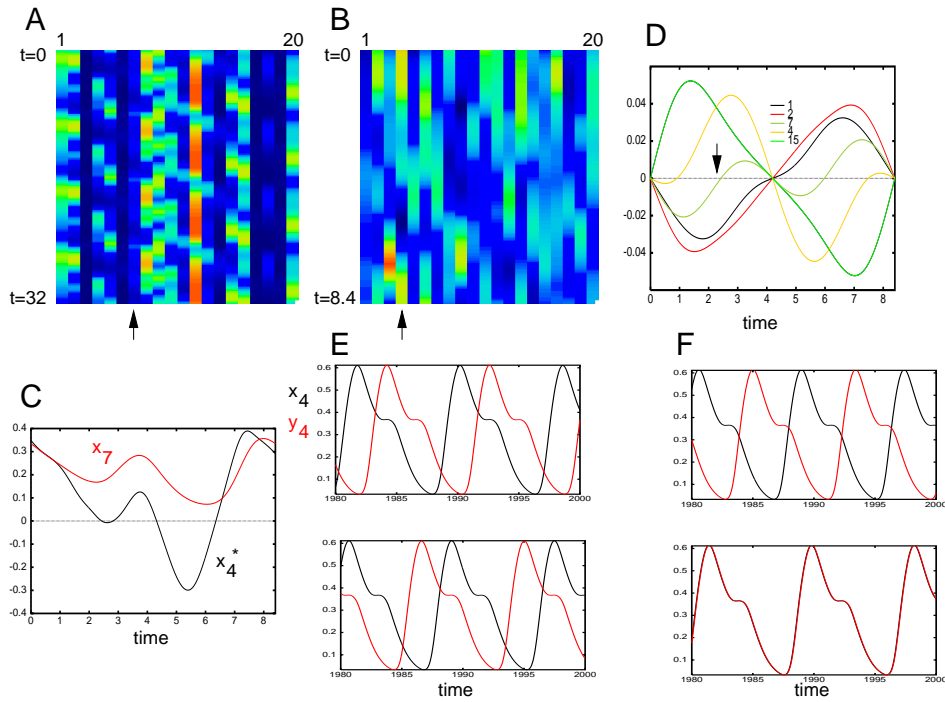 A
1 20
t=0
t=32
B
1 20
t=0
t=8.4
D
0.04
0.02
0
-0.02
-0.04
1
2
7
4
15
0 1 2 3 4 5 6 7 8
time
C
0.4
0.3
0.2
0.1
0
-0.1
-0.2
-0.3
-0.4
x7
x4*
0 1 2 3 4 5 6 7 8
time
E
x4
y4
0.6
0.5
0.4
0.3
0.2
0.1
1980 1985 1990 1995 2000
0.6
0.5
0.4
0.3
0.2
0.1
1980 1985 1990 1995 2000
time
F
0.6
0.5
0.4
0.3
0.2
0.1
1980 1985 1990 1995 2000
0.6
0.5
0.4
0.3
0.2
0.1
1980 1985 1990 1995 2000
time